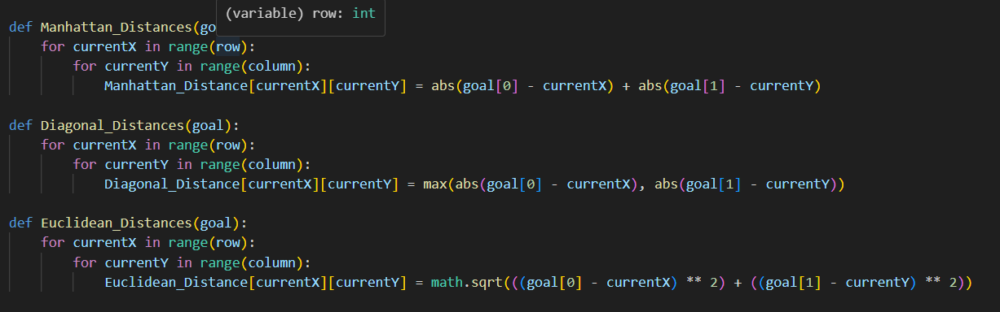 (variable) row: int
def Manhattan_Distances(go
    for currentX in range(row):
        for currentY in range(column):
            Manhattan_Distance[currentX][currentY] = abs(goal[0] - currentX) + abs(goal[1] - currentY)
def Diagonal_Distances(goal):
    for currentX in range(row):
        for currentY in range(column):
            Diagonal_Distance[currentX][currentY] = max(abs(goal[0] - currentX), abs(goal[1] - currentY))
def Euclidean_Distances(goal):
    for currentX in range(row):
        for currentY in range(column):
            Euclidean_Distance[currentX][currentY] = math.sqrt(((goal[0] - currentX) ** 2) + ((goal[1] - currentY) ** 2))